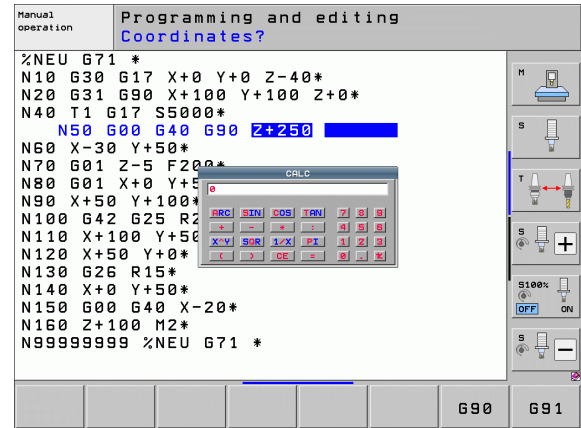 Manual
operation
Programming and editing
Coordinates?
%NEU G71 *
N10 G30 G17 X+0 Y+0 Z-40*
N20 G31 G90 X+100 Y+100 Z+0*
N40 T1 G17 S5000*
N50 G00 G40 G90 Z+250
N60 X-30 Y+50*
N70 G01 Z-5 F200*
N80 G01 X+0 Y+5
N90 X+50 Y+100*
N100 G42 G25 R2
N110 X+100 Y+50
N120 X+50 Y+0*
N130 G26 R15*
N140 X+0 Y+50*
N150 G00 G40 X-20*
N160 Z+100 M2*
N99999999 %NEU G71 *
CALC
0
ARC SIN COS TAN 7 8 9
+ - * : 4 5 6
X^Y SQR 1/X PI 1 2 3
( ) CE = 0 .
M
S
T
S
+
S100%
OFF ON
S
-
G90 G91